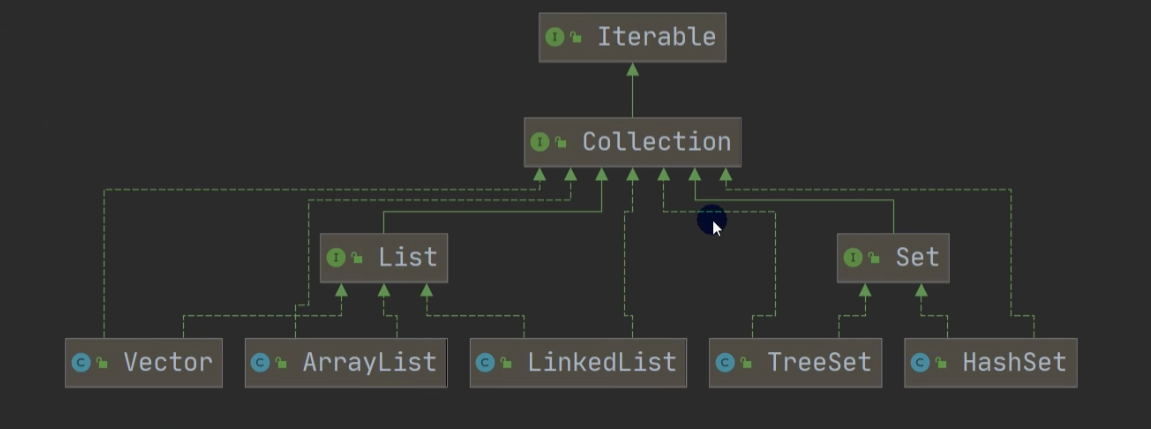 I Iterable
I Collection
I List
I Set
C Vector
C ArrayList
C LinkedList
C TreeSet
C HashSet